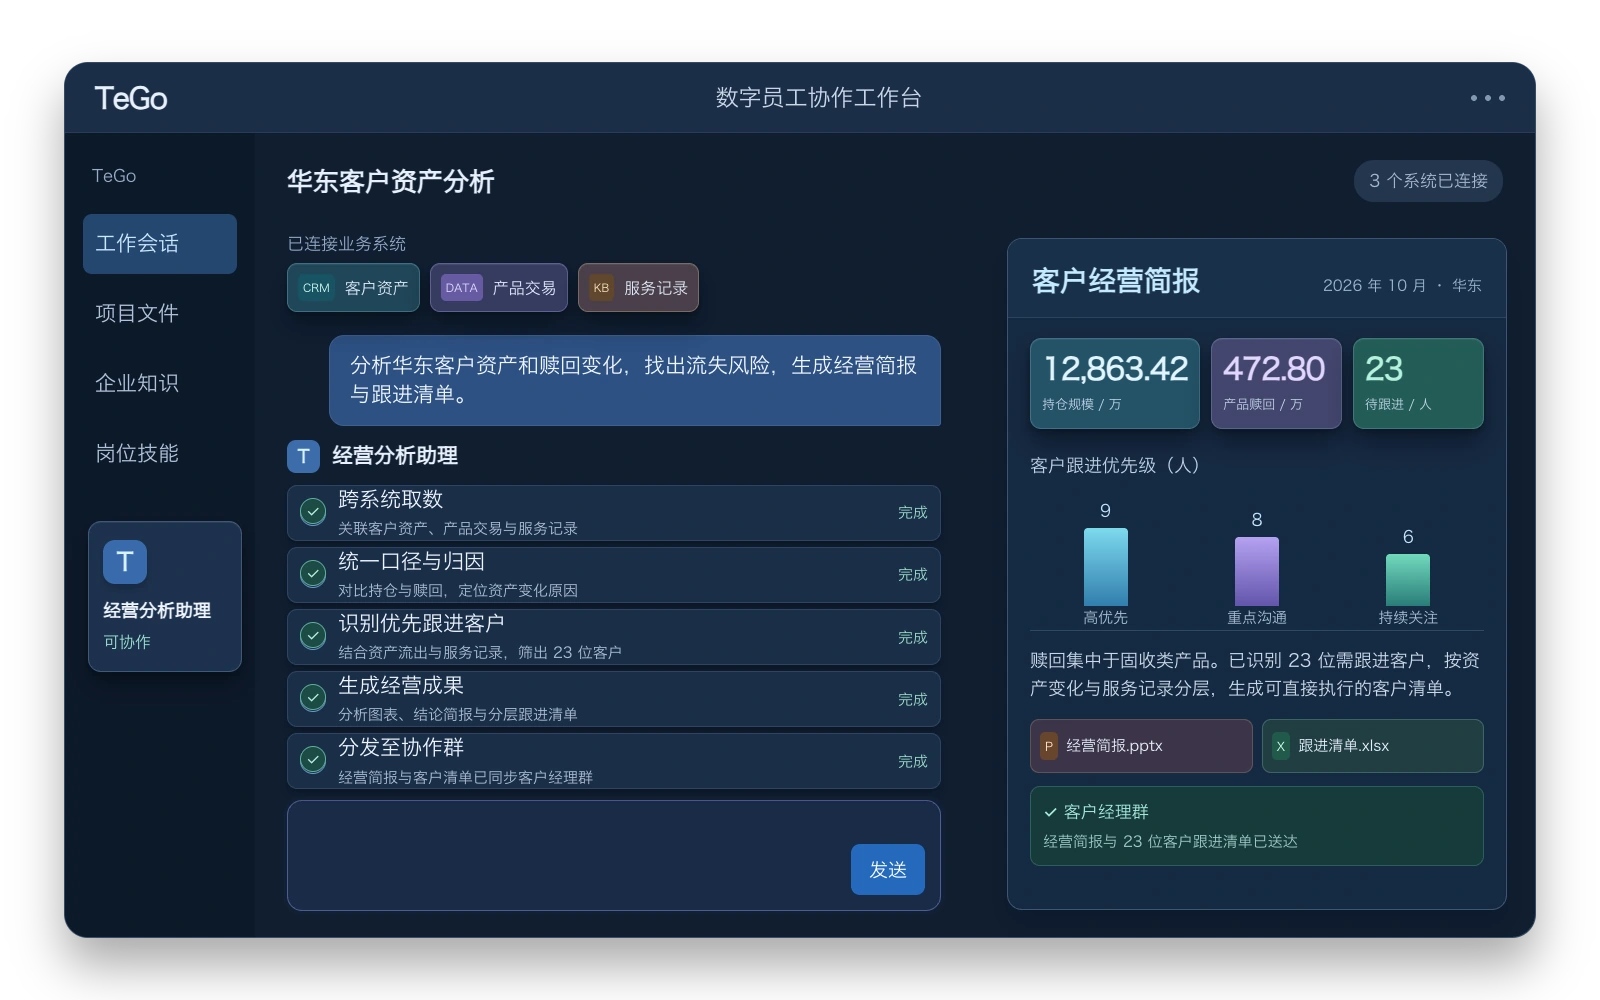 TeGo
数字员工协作工作台
TeGo
工作会话
项目文件
企业知识
岗位技能
T
经营分析助理
可协作
华东客户资产分析
3 个系统已连接
已连接业务系统
CRM 客户资产
DATA 产品交易
KB 服务记录
分析华东客户资产和赎回变化，找出流失风险，生成经营简报
与跟进清单。
T 经营分析助理
跨系统取数
关联客户资产、产品交易与服务记录
完成
统一口径与归因
对比持仓与赎回，定位资产变化原因
完成
识别优先跟进客户
结合资产流出与服务记录，筛出 23 位客户
完成
生成经营成果
分析图表、结论简报与分层跟进清单
完成
分发至协作群
经营简报与客户清单已同步客户经理群
完成
发送
客户经营简报
2026 年 10 月 · 华东
12,863.42
持仓规模 / 万
472.80
产品赎回 / 万
23
待跟进 / 人
客户跟进优先级（人）
9
高优先
8
重点沟通
6
持续关注
赎回集中于固收类产品。已识别 23 位需跟进客户，按资
产变化与服务记录分层，生成可直接执行的客户清单。
P 经营简报.pptx
X 跟进清单.xlsx
客户经理群
经营简报与 23 位客户跟进清单已送达